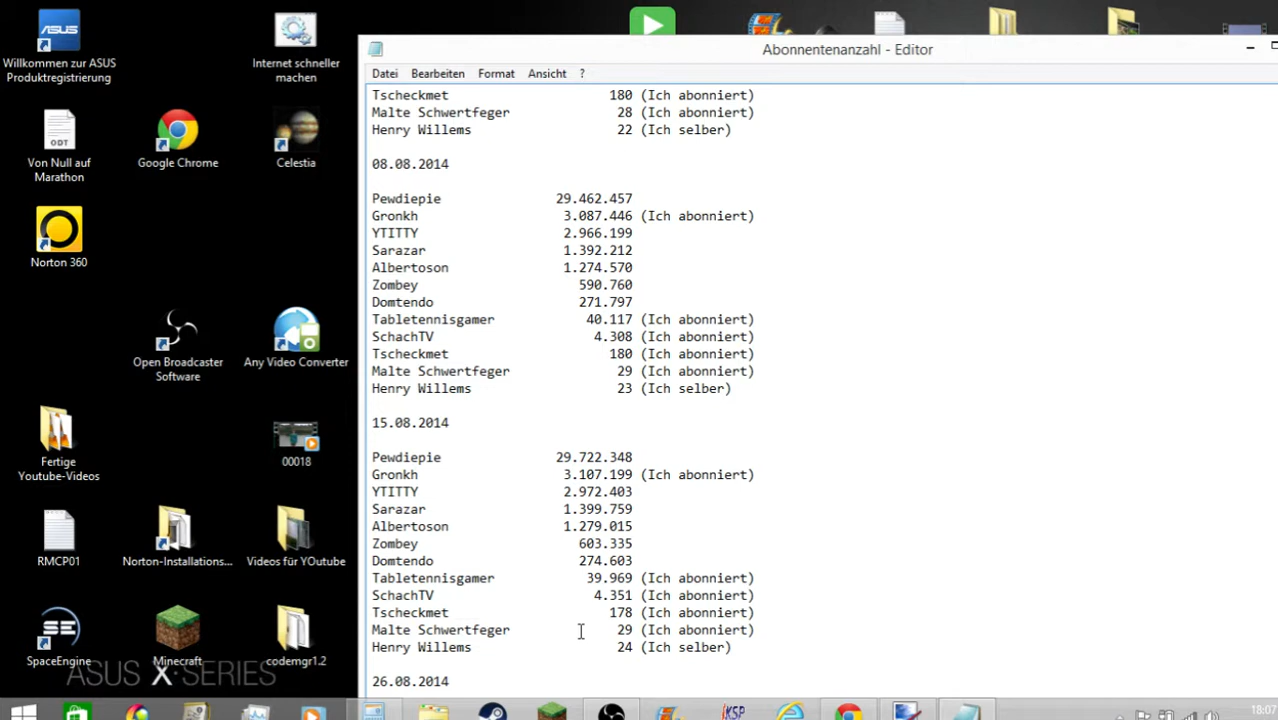 Willkommen zur ASUS
Produktregistrierung
Internet schneller
machen
Von Null auf
Marathon
Google Chrome
Celestia
Norton 360
Open Broadcaster
Software
Any Video Converter
Fertige
Youtube-Videos
00018
RMCP01
Norton-Installations...
Videos für YOutube
SpaceEngine
Minecraft
codemgr1.2
ASUS X-SERIES
/ISUS
ODT
SE
Abonnentenanzahl - Editor
Datei Bearbeiten Format Ansicht ?
Tscheckmet 180 (Ich abonniert)
Malte Schwertfeger 28 (Ich abonniert)
Henry Willems 22 (Ich selber)
08.08.2014
Pewdiepie 29.462.457
Gronkh 3.087.446 (Ich abonniert)
YTITTY 2.966.199
Sarazar 1.392.212
Albertoson 1.274.570
Zombey 590.760
Domtendo 271.797
Tabletennisgamer 40.117 (Ich abonniert)
SchachTV 4.308 (Ich abonniert)
Tscheckmet 180 (Ich abonniert)
Malte Schwertfeger 29 (Ich abonniert)
Henry Willems 23 (Ich selber)
15.08.2014
Pewdiepie 29.722.348
Gronkh 3.107.199 (Ich abonniert)
YTITTY 2.972.403
Sarazar 1.399.759
Albertoson 1.279.015
Zombey 603.335
Domtendo 274.603
Tabletennisgamer 39.969 (Ich abonniert)
SchachTV 4.351 (Ich abonniert)
Tscheckmet 178 (Ich abonniert)
Malte Schwertfeger 29 (Ich abonniert)
Henry Willems 24 (Ich selber)
26.08.2014
KSP
18:07